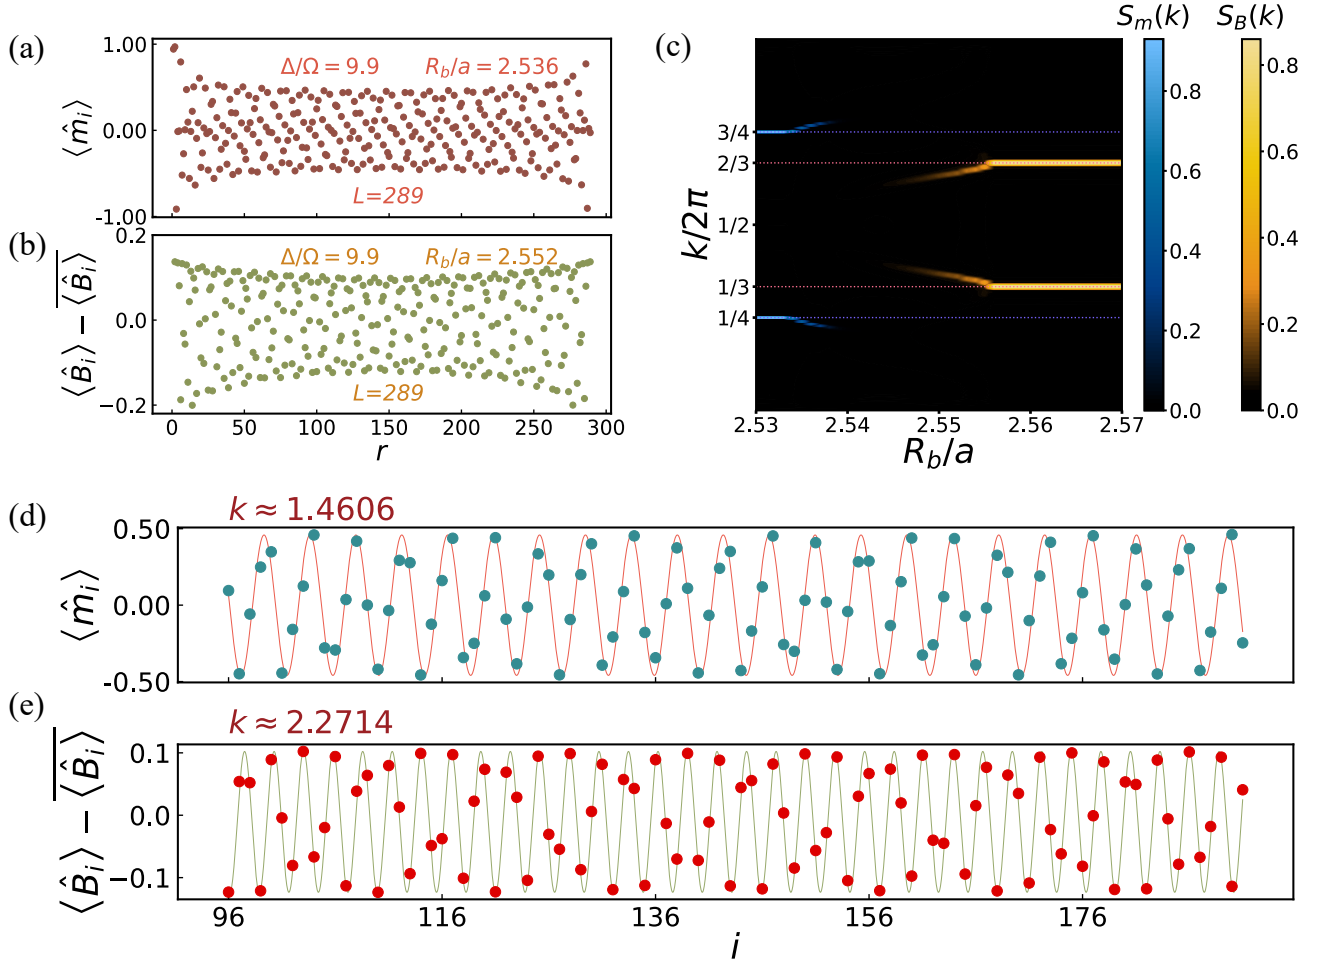 (a)
1.00
0.00
-1.00
⟨m̂ᵢ⟩
Δ/Ω = 9.9
R_b/a = 2.536
L=289
(b)
0.2
0.0
−0.2
⟨B̂ᵢ⟩ − \overline{⟨B̂ᵢ⟩}
Δ/Ω = 9.9
R_b/a = 2.552
L=289
0 50 100 150 200 250 300
r
(c)
3/4
2/3
1/2
1/3
1/4
k/2π
2.53 2.54 2.55 2.56 2.57
R_b/a
S_m(k)
0.8
0.6
0.4
0.2
0.0
S_B(k)
0.8
0.6
0.4
0.2
0.0
(d)
k ≈ 1.4606
0.50
0.00
-0.50
⟨m̂ᵢ⟩
(e)
k ≈ 2.2714
0.1
0.0
−0.1
⟨B̂ᵢ⟩ − \overline{⟨B̂ᵢ⟩}
96 116 136 156 176
i